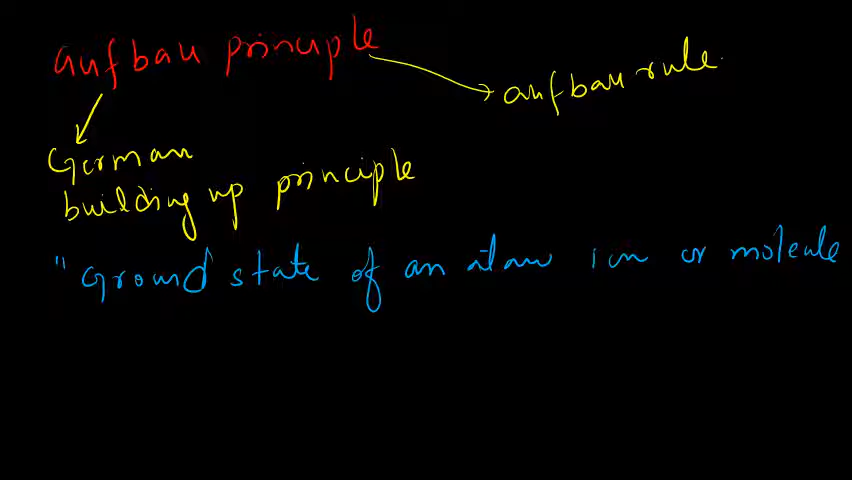 aufbau principle
aufbau rule
German
building up principle
"Ground state of an atom ion or molecule